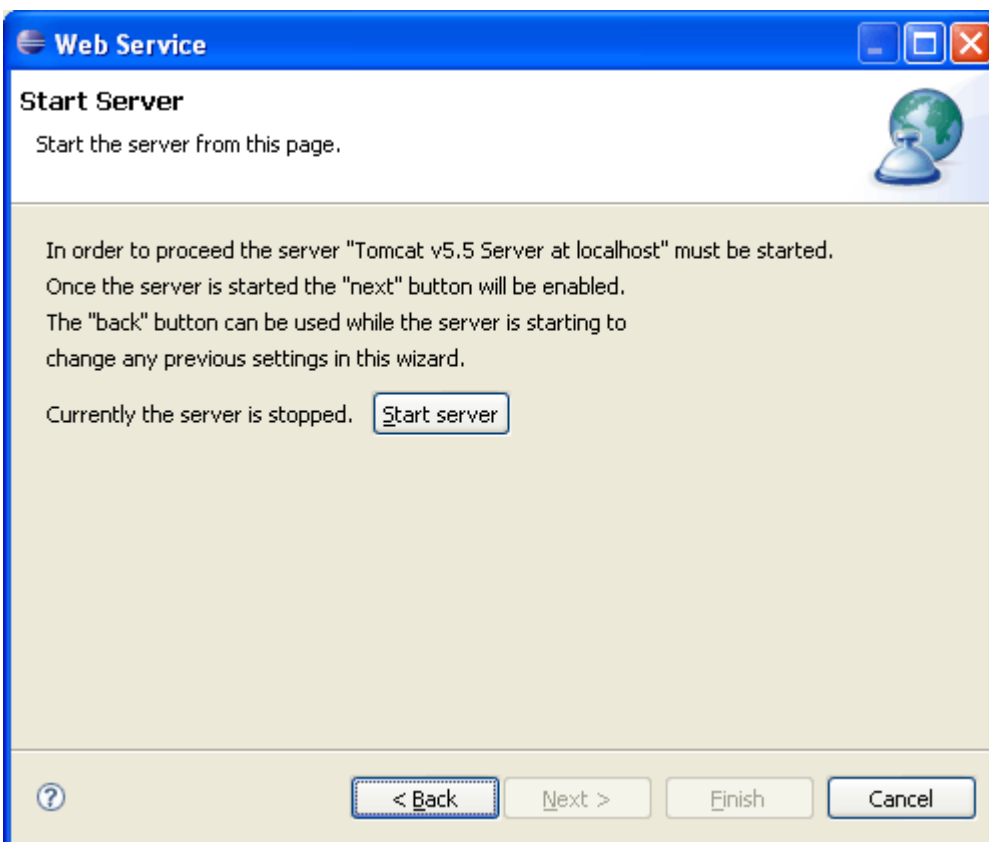 Web Service
Start Server
Start the server from this page.
In order to proceed the server "Tomcat v5.5 Server at localhost" must be started.
Once the server is started the "next" button will be enabled.
The "back" button can be used while the server is starting to
change any previous settings in this wizard.
Currently the server is stopped. Start server
? < Back Next > Finish Cancel